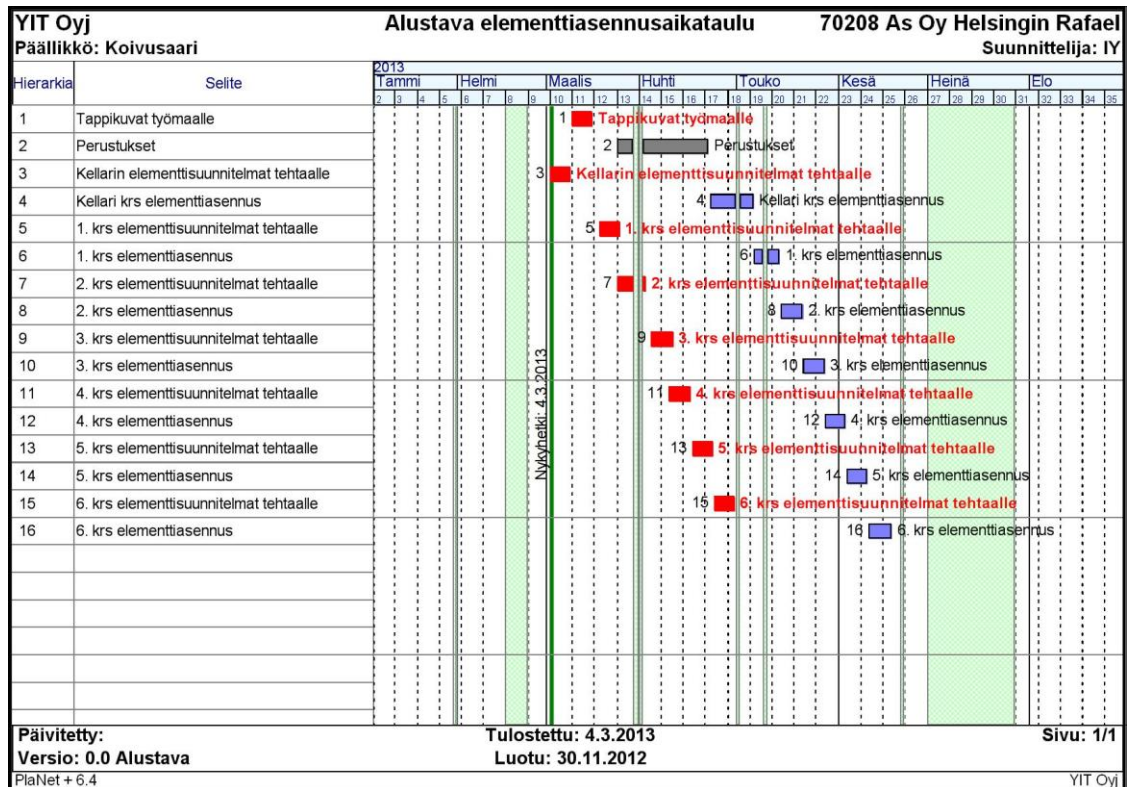 YIT Oyj Alustava elementtiasennusaikataulu 70208 As Oy Helsingin Rafael
Päällikkö: Koivusaari Suunnittelija: IY
Hierarkia Selite 2013
Tammi Helmi Maalis Huhti Touko Kesä Heinä Elo
2 3 4 5 6 7 8 9 10 11 12 13 14 15 16 17 18 19 20 21 22 23 24 25 26 27 28 29 30 31 32 33 34 35
1 Tappikuvat työmaalle 1 Tappikuvat työmaalle
2 Perustukset 2 Perustukset
3 Kellarin elementtisuunnitelmat tehtaalle 3 Kellarin elementtisuunnitelmat tehtaalle
4 Kellari krs elementtiasennus 4 Kellari krs elementtiasennus
5 1. krs elementtisuunnitelmat tehtaalle 5 1. krs elementtisuunnitelmat tehtaalle
6 1. krs elementtiasennus 6 1. krs elementtiasennus
7 2. krs elementtisuunnitelmat tehtaalle 7 2. krs elementtisuunnitelmat tehtaalle
8 2. krs elementtiasennus 8 2. krs elementtiasennus
9 3. krs elementtisuunnitelmat tehtaalle 9 3. krs elementtisuunnitelmat tehtaalle
10 3. krs elementtiasennus 10 3. krs elementtiasennus
11 4. krs elementtisuunnitelmat tehtaalle 11 4. krs elementtisuunnitelmat tehtaalle
12 4. krs elementtiasennus 12 4. krs elementtiasennus
13 5. krs elementtisuunnitelmat tehtaalle 13 5. krs elementtisuunnitelmat tehtaalle
14 5. krs elementtiasennus 14 5. krs elementtiasennus
15 6. krs elementtisuunnitelmat tehtaalle 15 6. krs elementtisuunnitelmat tehtaalle
16 6. krs elementtiasennus 16 6. krs elementtiasennus
Nykyhetki: 4.3.2013
Päivitetty: Tulostettu: 4.3.2013 Sivu: 1/1
Versio: 0.0 Alustava Luotu: 30.11.2012
PlaNet + 6.4 YIT Oyj